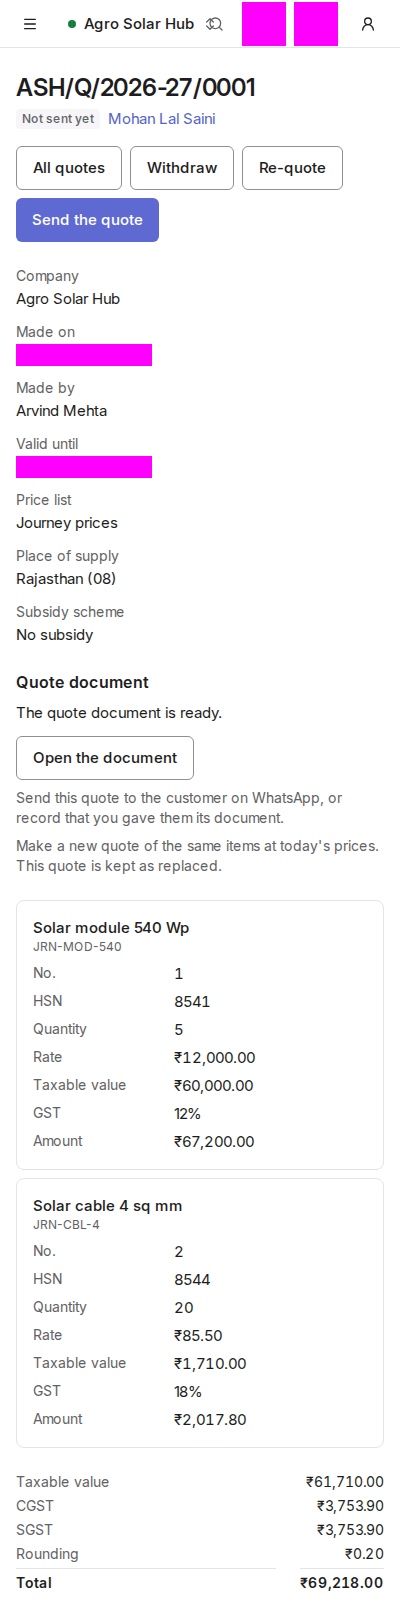 Agro Solar Hub
ASH/Q/2026-27/0001
Not sent yet Mohan Lal Saini
All quotes Withdraw Re-quote
Send the quote
Company
Agro Solar Hub
Made on
Made by
Arvind Mehta
Valid until
Price list
Journey prices
Place of supply
Rajasthan (08)
Subsidy scheme
No subsidy
Quote document
The quote document is ready.
Open the document
Send this quote to the customer on WhatsApp, or
record that you gave them its document.
Make a new quote of the same items at today's prices.
This quote is kept as replaced.
Solar module 540 Wp
JRN-MOD-540
No. 1
HSN 8541
Quantity 5
Rate ₹12,000.00
Taxable value ₹60,000.00
GST 12%
Amount ₹67,200.00
Solar cable 4 sq mm
JRN-CBL-4
No. 2
HSN 8544
Quantity 20
Rate ₹85.50
Taxable value ₹1,710.00
GST 18%
Amount ₹2,017.80
Taxable value ₹61,710.00
CGST ₹3,753.90
SGST ₹3,753.90
Rounding ₹0.20
Total ₹69,218.00